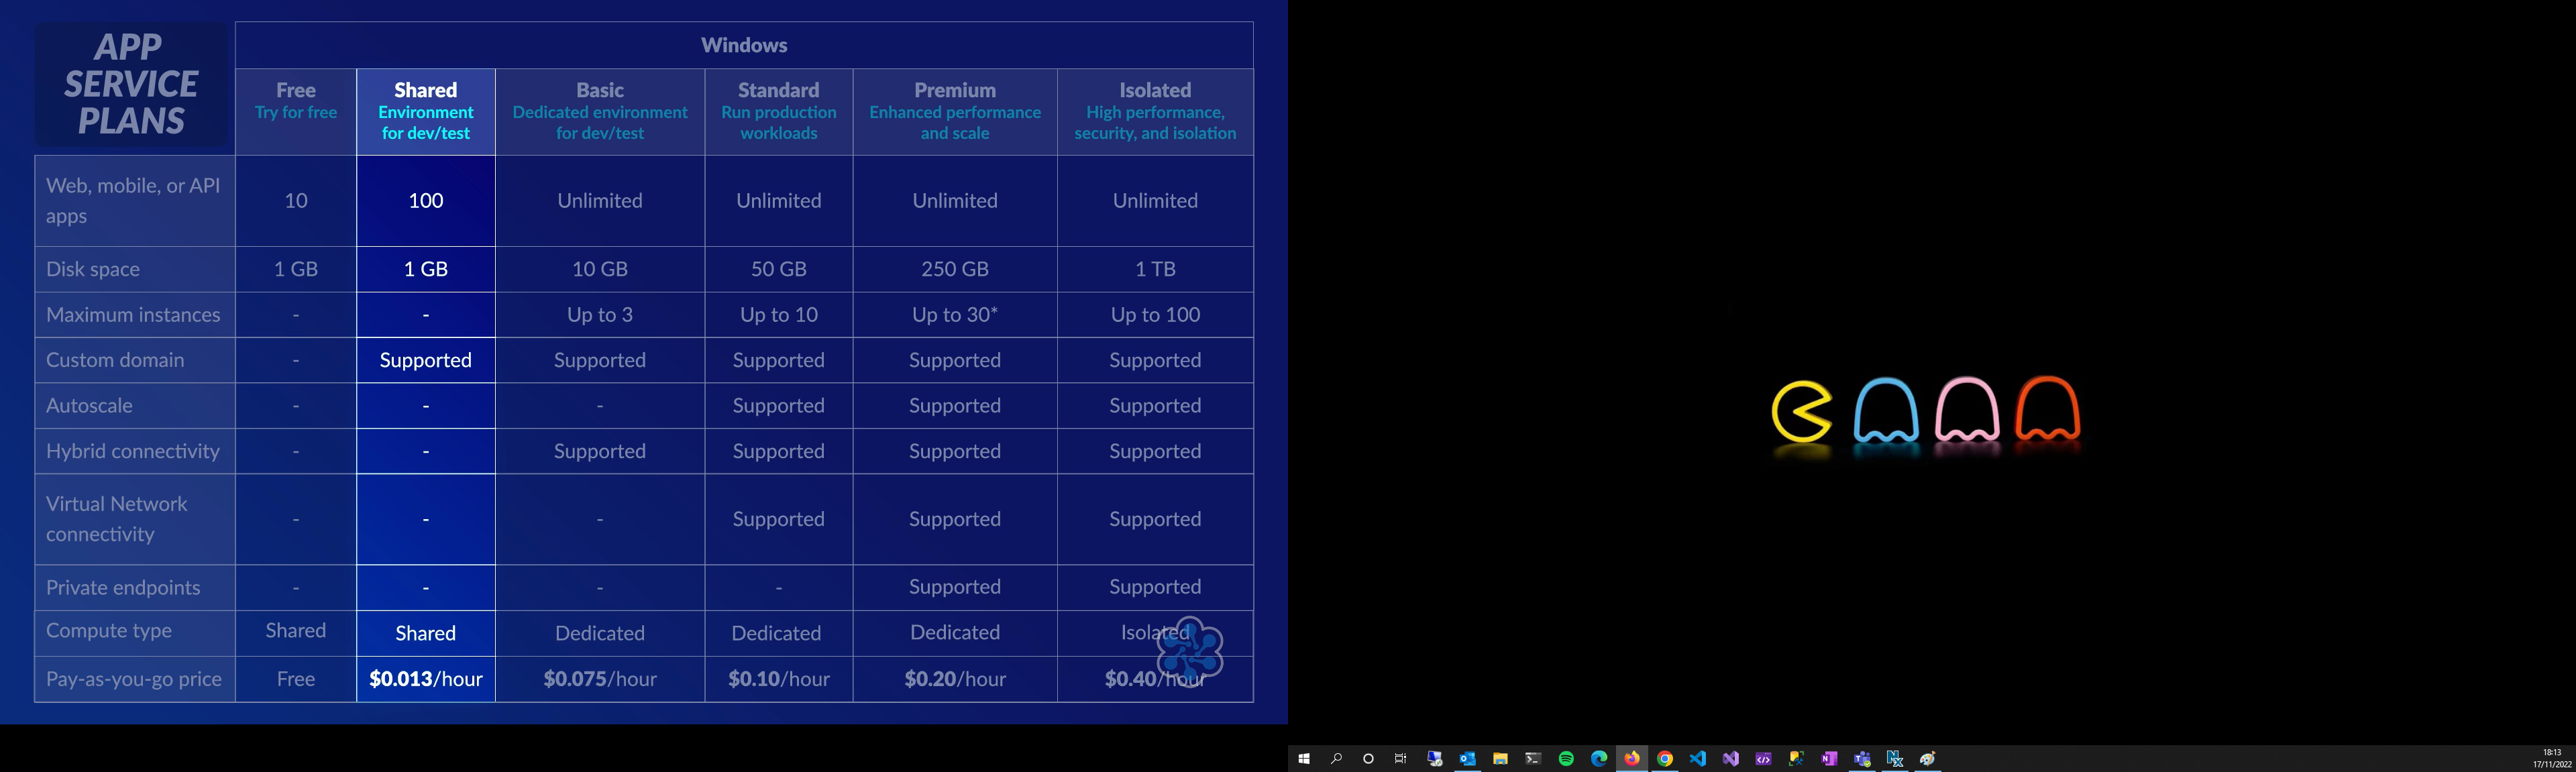 APP
SERVICE
PLANS
Windows
Free
Try for free
Shared
Environment
for dev/test
Basic
Dedicated environment
for dev/test
Standard
Run production
workloads
Premium
Enhanced performance
and scale
Isolated
High performance,
security, and isolation
Web, mobile, or API
apps
10
100
Unlimited
Unlimited
Unlimited
Unlimited
Disk space
1 GB
1 GB
10 GB
50 GB
250 GB
1 TB
Maximum instances
-
-
Up to 3
Up to 10
Up to 30*
Up to 100
Custom domain
-
Supported
Supported
Supported
Supported
Supported
Autoscale
-
-
-
Supported
Supported
Supported
Hybrid connectivity
-
-
Supported
Supported
Supported
Supported
Virtual Network
connectivity
-
-
-
Supported
Supported
Supported
Private endpoints
-
-
-
-
Supported
Supported
Compute type
Shared
Shared
Dedicated
Dedicated
Dedicated
Isolated
Pay-as-you-go price
Free
$0.013/hour
$0.075/hour
$0.10/hour
$0.20/hour
$0.40/hour
18:13
17/11/2022